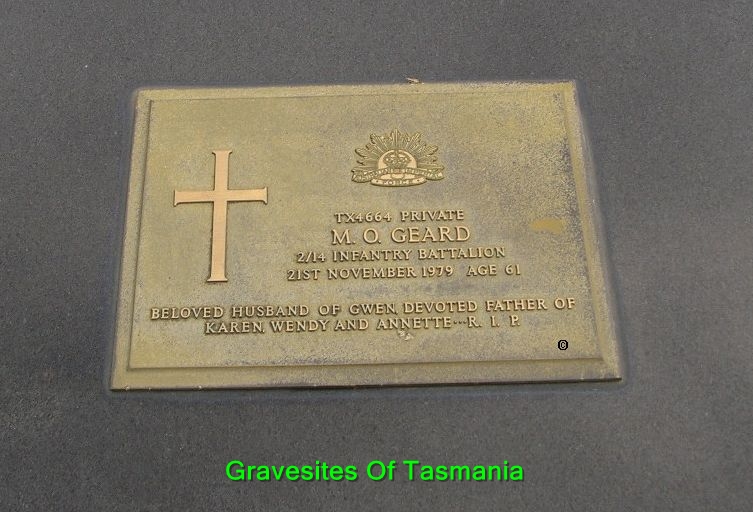 TX4664 PRIVATE
M. O. GEARD
2/14 INFANTRY BATTALION
21ST NOVEMBER 1979 AGE 61
BELOVED HUSBAND OF GWEN, DEVOTED FATHER OF
KAREN, WENDY AND ANNETTE···R. I. P.
©
Gravesites Of Tasmania